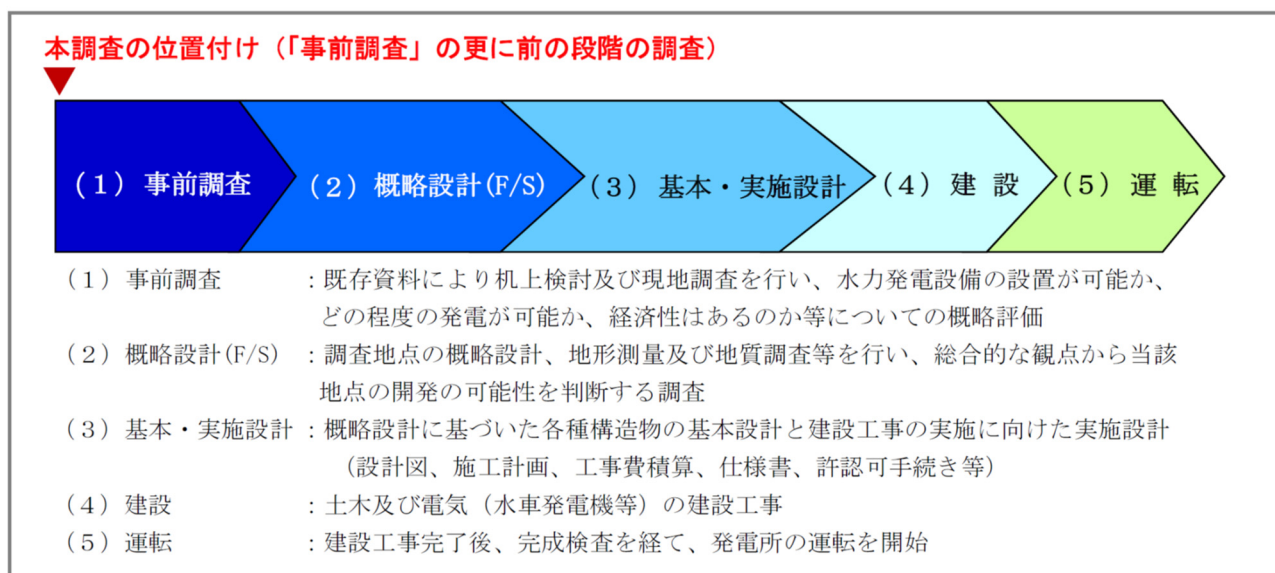 本調査の位置付け（「事前調査」の更に前の段階の調査）
（１）事前調査
（２）概略設計(F/S)
（３）基本・実施設計
（４）建 設
（５）運 転
（１）事前調査 ：既存資料により机上検討及び現地調査を行い、水力発電設備の設置が可能か、
どの程度の発電が可能か、経済性はあるのか等についての概略評価
（２）概略設計(F/S) ：調査地点の概略設計、地形測量及び地質調査等を行い、総合的な観点から当該
地点の開発の可能性を判断する調査
（３）基本・実施設計 ：概略設計に基づいた各種構造物の基本設計と建設工事の実施に向けた実施設計
（設計図、施工計画、工事費積算、仕様書、許認可手続き等）
（４）建設 ：土木及び電気（水車発電機等）の建設工事
（５）運転 ：建設工事完了後、完成検査を経て、発電所の運転を開始